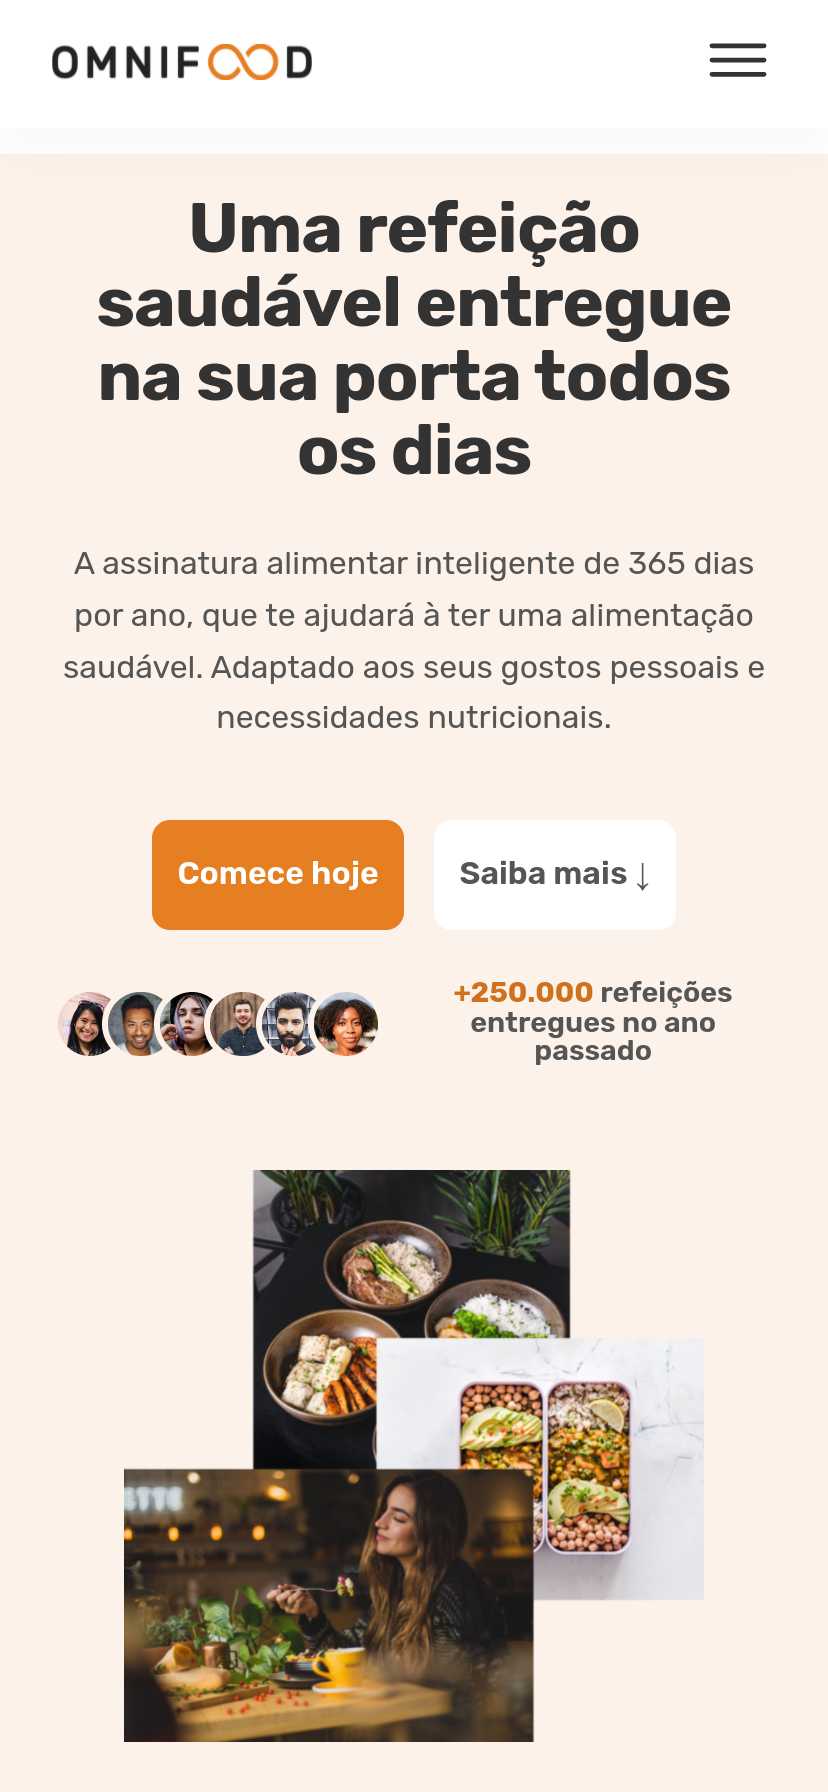 OMNIFOOD
Uma refeição
saudável entregue
na sua porta todos
os dias
A assinatura alimentar inteligente de 365 dias
por ano, que te ajudará à ter uma alimentação
saudável. Adaptado aos seus gostos pessoais e
necessidades nutricionais.
Comece hoje
Saiba mais ↓
+250.000 refeições
entregues no ano
passado